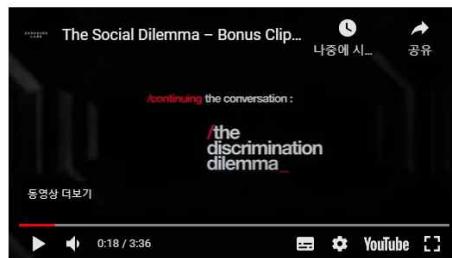 The Social Dilemma – Bonus Clip...
나중에 시...
공유
/continuing the conversation :
/the
discrimination
dilemma_
동영상 더보기
0:18 / 3:36
YouTube